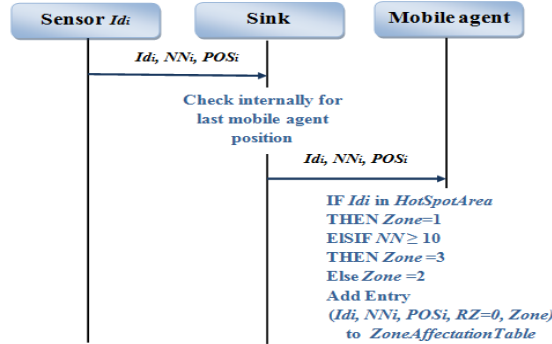 Sensor Idi
Sink
Mobile agent
Idi, NNi, POSi
Check internally for
last mobile agent
position
Idi, NNi, POSi
IF Idi in HotSpotArea
THEN Zone=1
ElSIF NN ≥ 10
THEN Zone =3
Else Zone =2
Add Entry
(Idi, NNi, POSi, RZ=0, Zone)
to ZoneAffectationTable